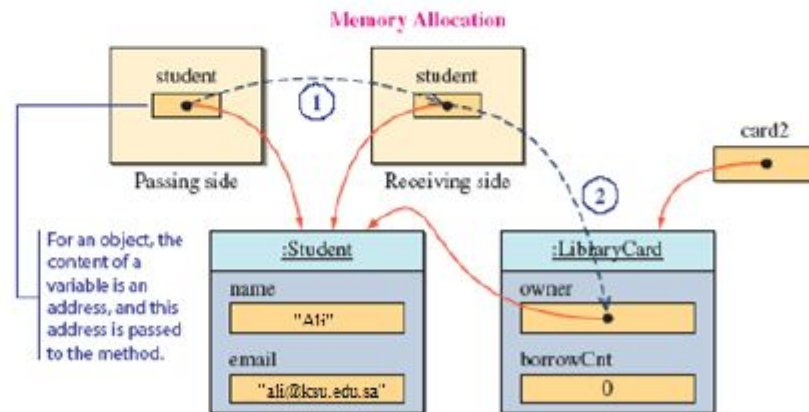 Memory Allocation
student
student
1
card2
Passing side
Receiving side
2
For an object, the
content of a
variable is an
address, and this
address is passed
to the method.
:Student
name
"Ali"
email
"ali@ksu.edu.sa"
:LibraryCard
owner
borrowCnt
0